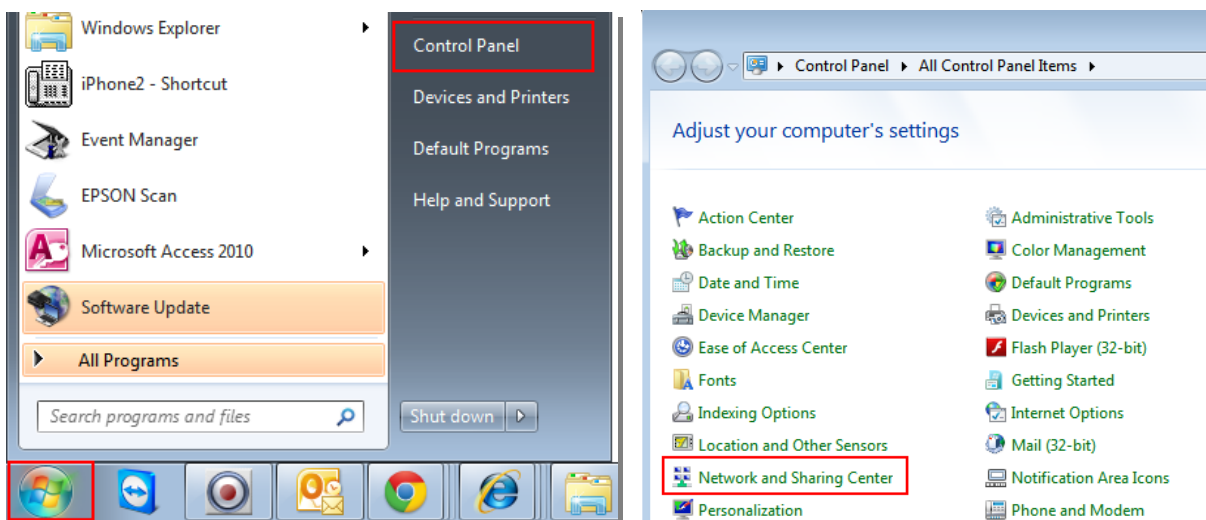 Windows Explorer
iPhone2 - Shortcut
Event Manager
EPSON Scan
Microsoft Access 2010
Software Update
All Programs
Search programs and files
Control Panel
Devices and Printers
Default Programs
Help and Support
Shut down
Control Panel All Control Panel Items
Adjust your computer's settings
Action Center
Backup and Restore
Date and Time
Device Manager
Ease of Access Center
Fonts
Indexing Options
Location and Other Sensors
Network and Sharing Center
Personalization
Administrative Tools
Color Management
Default Programs
Devices and Printers
Flash Player (32-bit)
Getting Started
Internet Options
Mail (32-bit)
Notification Area Icons
Phone and Modem